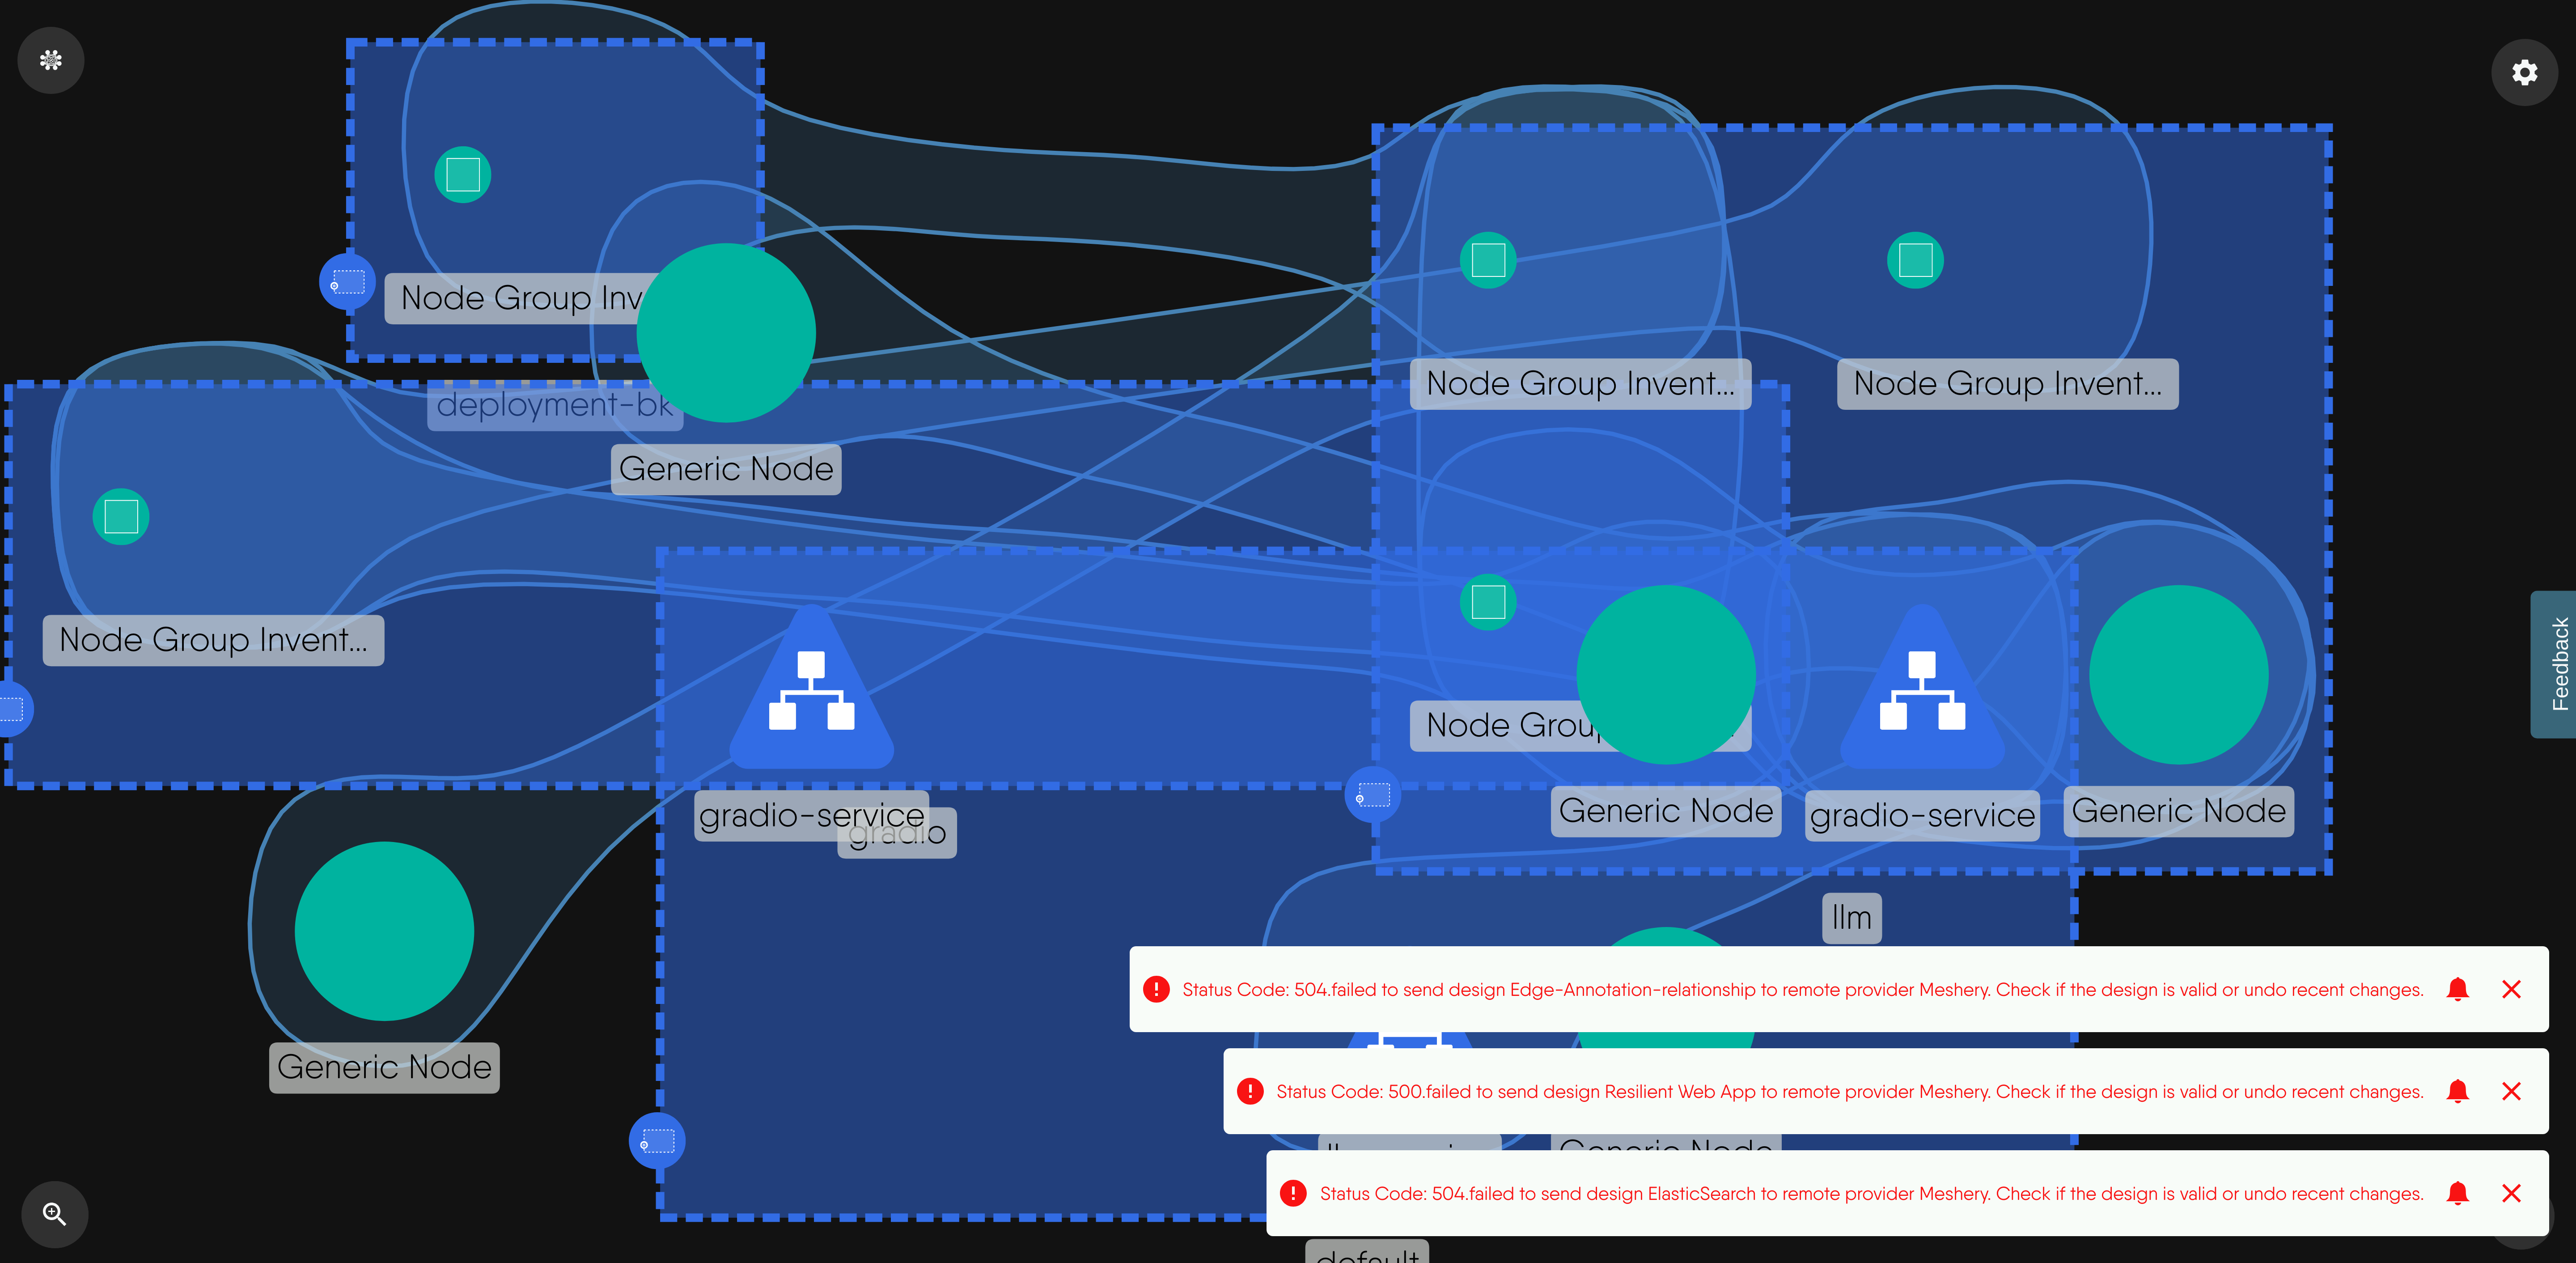 Node Group Inv
Node Group Invent...
Node Group Invent...
deployment-bk
Generic Node
Node Group Invent...
Node Grou
gradio-service
gradio
Generic Node
gradio-service
Generic Node
llm
Feedback
Status Code: 504.failed to send design Edge-Annotation-relationship to remote provider Meshery. Check if the design is valid or undo recent changes.
Generic Node
Status Code: 500.failed to send design Resilient Web App to remote provider Meshery. Check if the design is valid or undo recent changes.
Generic Node
Status Code: 504.failed to send design ElasticSearch to remote provider Meshery. Check if the design is valid or undo recent changes.
default